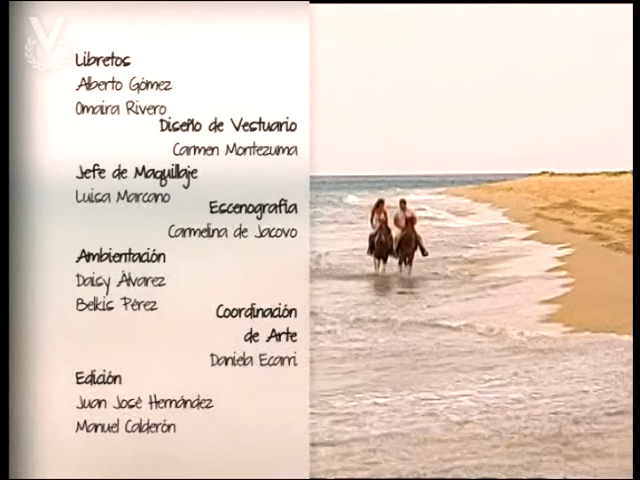 Libretos
Alberto Gómez
Omaira Rivero
Diseño de Vestuario
Carmen Montezuma
Jefe de Maquillaje
Luisa Marcano
Escenografía
Carmelina de Jacovo
Ambientación
Daisy Álvarez
Belkis Pérez
Coordinación
de Arte
Daniela Ecarri
Edición
Juan José Hernández
Manuel Calderón